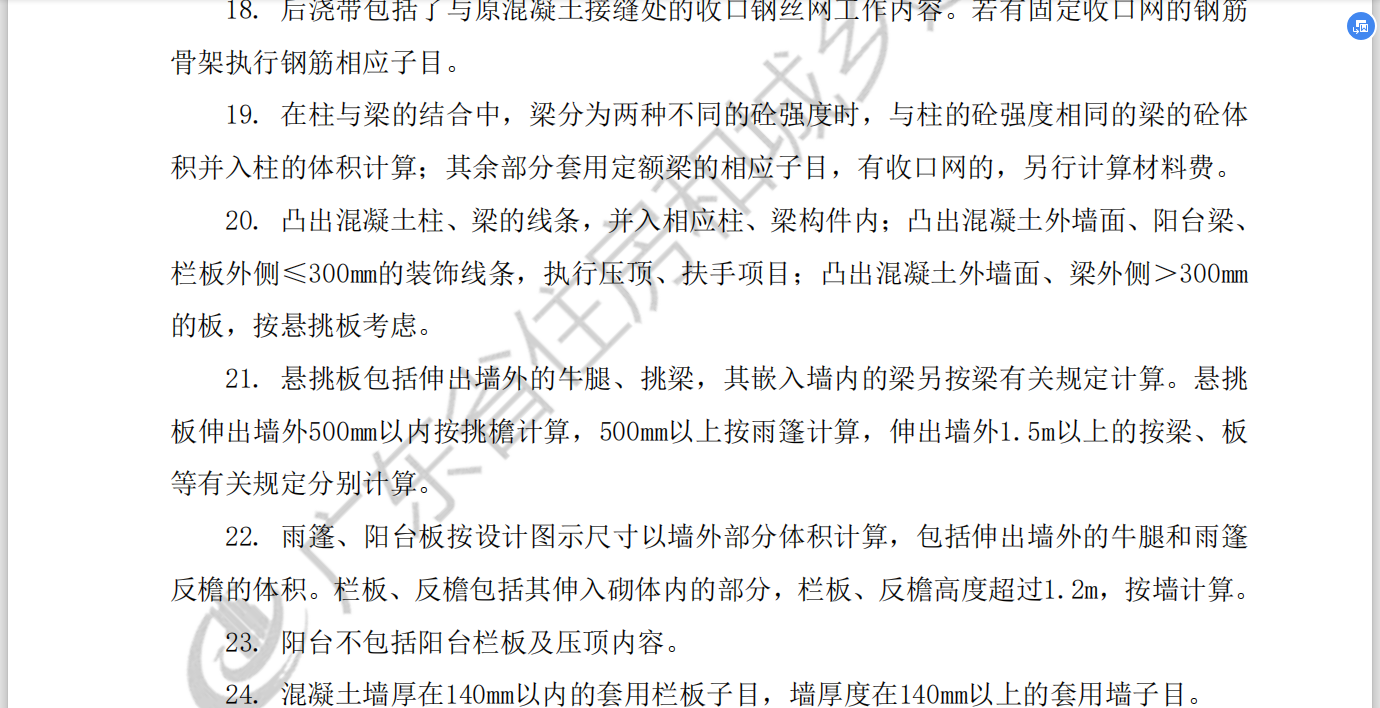 18. 后浇带包括了与原混凝土接缝处的收口钢丝网工作内容。若有固定收口网的钢筋
骨架执行钢筋相应子目。
19. 在柱与梁的结合中，梁分为两种不同的砼强度时，与柱的砼强度相同的梁的砼体
积并入柱的体积计算；其余部分套用定额梁的相应子目，有收口网的，另行计算材料费。
20. 凸出混凝土柱、梁的线条，并入相应柱、梁构件内；凸出混凝土外墙面、阳台梁、
栏板外侧≤300mm的装饰线条，执行压顶、扶手项目；凸出混凝土外墙面、梁外侧＞300mm
的板，按悬挑板考虑。
21. 悬挑板包括伸出墙外的牛腿、挑梁，其嵌入墙内的梁另按梁有关规定计算。悬挑
板伸出墙外500mm以内按挑檐计算，500mm以上按雨篷计算，伸出墙外1.5m以上的按梁、板
等有关规定分别计算。
22. 雨篷、阳台板按设计图示尺寸以墙外部分体积计算，包括伸出墙外的牛腿和雨篷
反檐的体积。栏板、反檐包括其伸入砌体内的部分，栏板、反檐高度超过1.2m，按墙计算。
23. 阳台不包括阳台栏板及压顶内容。
24. 混凝土墙厚在140mm以内的套用栏板子目，墙厚度在140mm以上的套用墙子目。
广东省住房和城乡